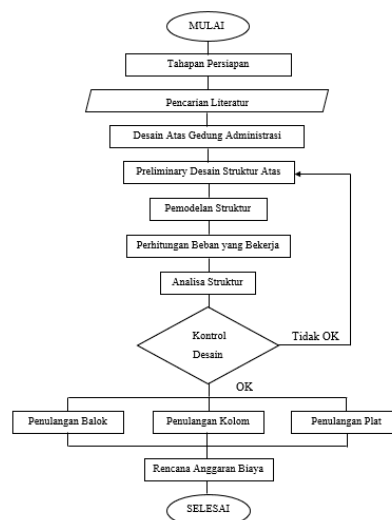 MULAI
Tahapan Persiapan
Pencarian Literatur
Desain Atas Gedung Administrasi
Preliminary Desain Struktur Atas
Pemodelan Struktur
Perhitungan Beban yang Bekerja
Analisa Struktur
Kontrol
Desain
Tidak OK
OK
Penulangan Balok
Penulangan Kolom
Penulangan Plat
Rencana Anggaran Biaya
SELESAI